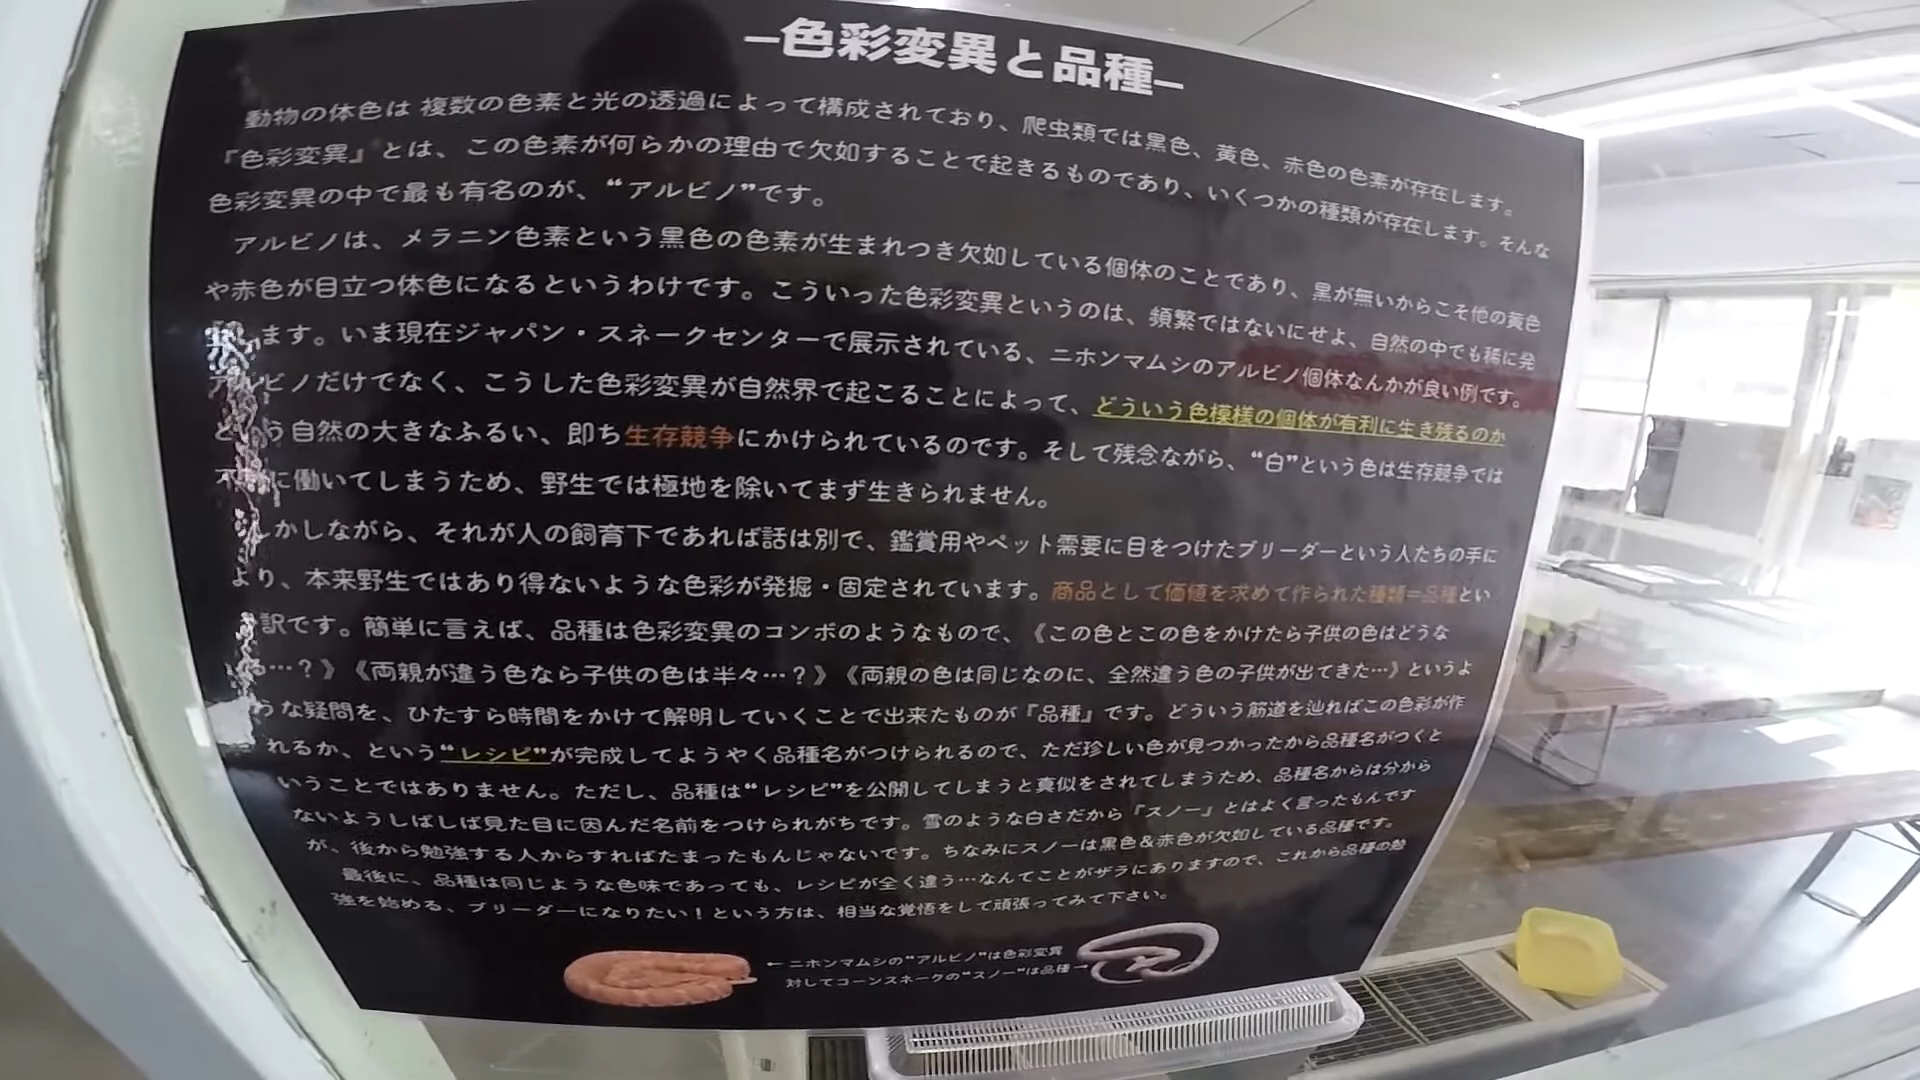 ―色彩変異と品種―
動物の体色は 複数の色素と光の透過によって構成されており、爬虫類では黒色、黄色、赤色の色素が存在します。
『色彩変異』とは、この色素が何らかの理由で欠如することで起きるものであり、いくつかの種類が存在します。そんな
色彩変異の中で最も有名のが、“アルビノ”です。
アルビノは、メラニン色素という黒色の色素が生まれつき欠如している個体のことであり、黒が無いからこそ他の黄色
や赤色が目立つ体色になるというわけです。こういった色彩変異というのは、頻繁ではないにせよ、自然の中でも稀に発
ます。いま現在ジャパン・スネークセンターで展示されている、ニホンマムシのアルビノ個体なんかが良い例です。
アルビノだけでなく、こうした色彩変異が自然界で起こることによって、どういう色模様の個体が有利に生き残るのか
という自然の大きなふるい、即ち生存競争にかけられているのです。そして残念ながら、“白”という色は生存競争では
に働いてしまうため、野生では極地を除いてまず生きられません。
しかしながら、それが人の飼育下であれば話は別で、鑑賞用やペット需要に目をつけたブリーダーという人たちの手に
より、本来野生ではあり得ないような色彩が発掘・固定されています。商品として価値を求めて作られた種類＝品種とい
訳です。簡単に言えば、品種は色彩変異のコンボのようなもので、《この色とこの色をかけたら子供の色はどうな
る…？》《両親が違う色なら子供の色は半々…？》《両親の色は同じなのに、全然違う色の子供が出てきた…》というよ
うな疑問を、ひたすら時間をかけて解明していくことで出来たものが『品種』です。どういう筋道を辿ればこの色彩が作
れるか、という“レシピ”が完成してようやく品種名がつけられるので、ただ珍しい色が見つかったから品種名がつくと
いうことではありません。ただし、品種は“レシピ”を公開してしまうと真似をされてしまうため、品種名からは分から
ないようしばしば見た目に因んだ名前をつけられがちです。雪のような白さだから『スノー』とはよく言ったもんです
が、後から勉強する人からすればたまったもんじゃないです。ちなみにスノーは黒色＆赤色が欠如している品種です。
最後に、品種は同じような色味であっても、レシピが全く違う…なんてことがザラにありますので、これから品種の勉
強を始める、ブリーダーになりたい！という方は、相当な覚悟をして頑張ってみて下さい。
←ニホンマムシの“アルビノ”は色彩変異
対してコーンスネークの“スノー”は品種→